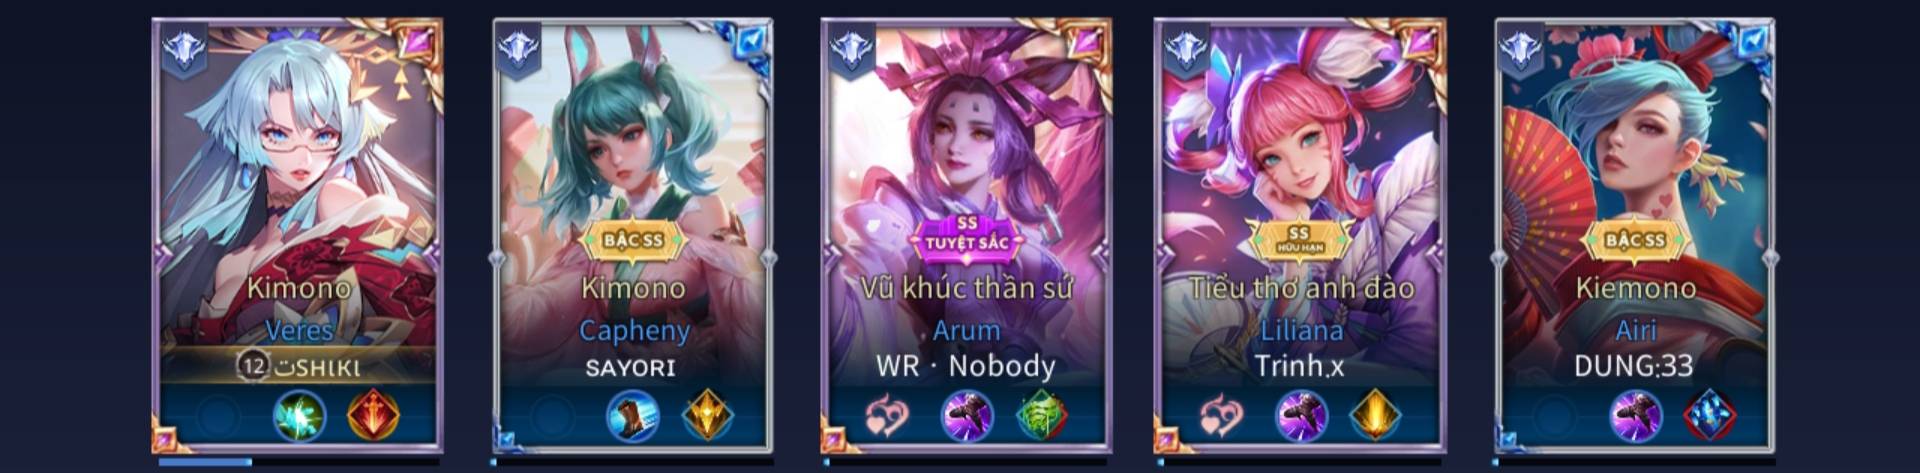 Kimono
Veres
12 تSHIKI
BẬC SS
Kimono
Capheny
SAYORI
SS
TUYỆT SẮC
Vũ khúc thần sứ
Arum
WR · Nobody
SS
HỮU HẠN
Tiểu thơ anh đào
Liliana
Trinh.x
BẬC SS
Kiemono
Airi
DUNG:33